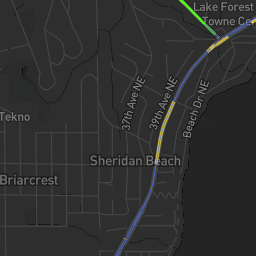 Lake Forest
Towne Ce
37th Ave NE
39th Ave NE
Beach Dr NE
Tekno
Sheridan Beach
Briarcrest